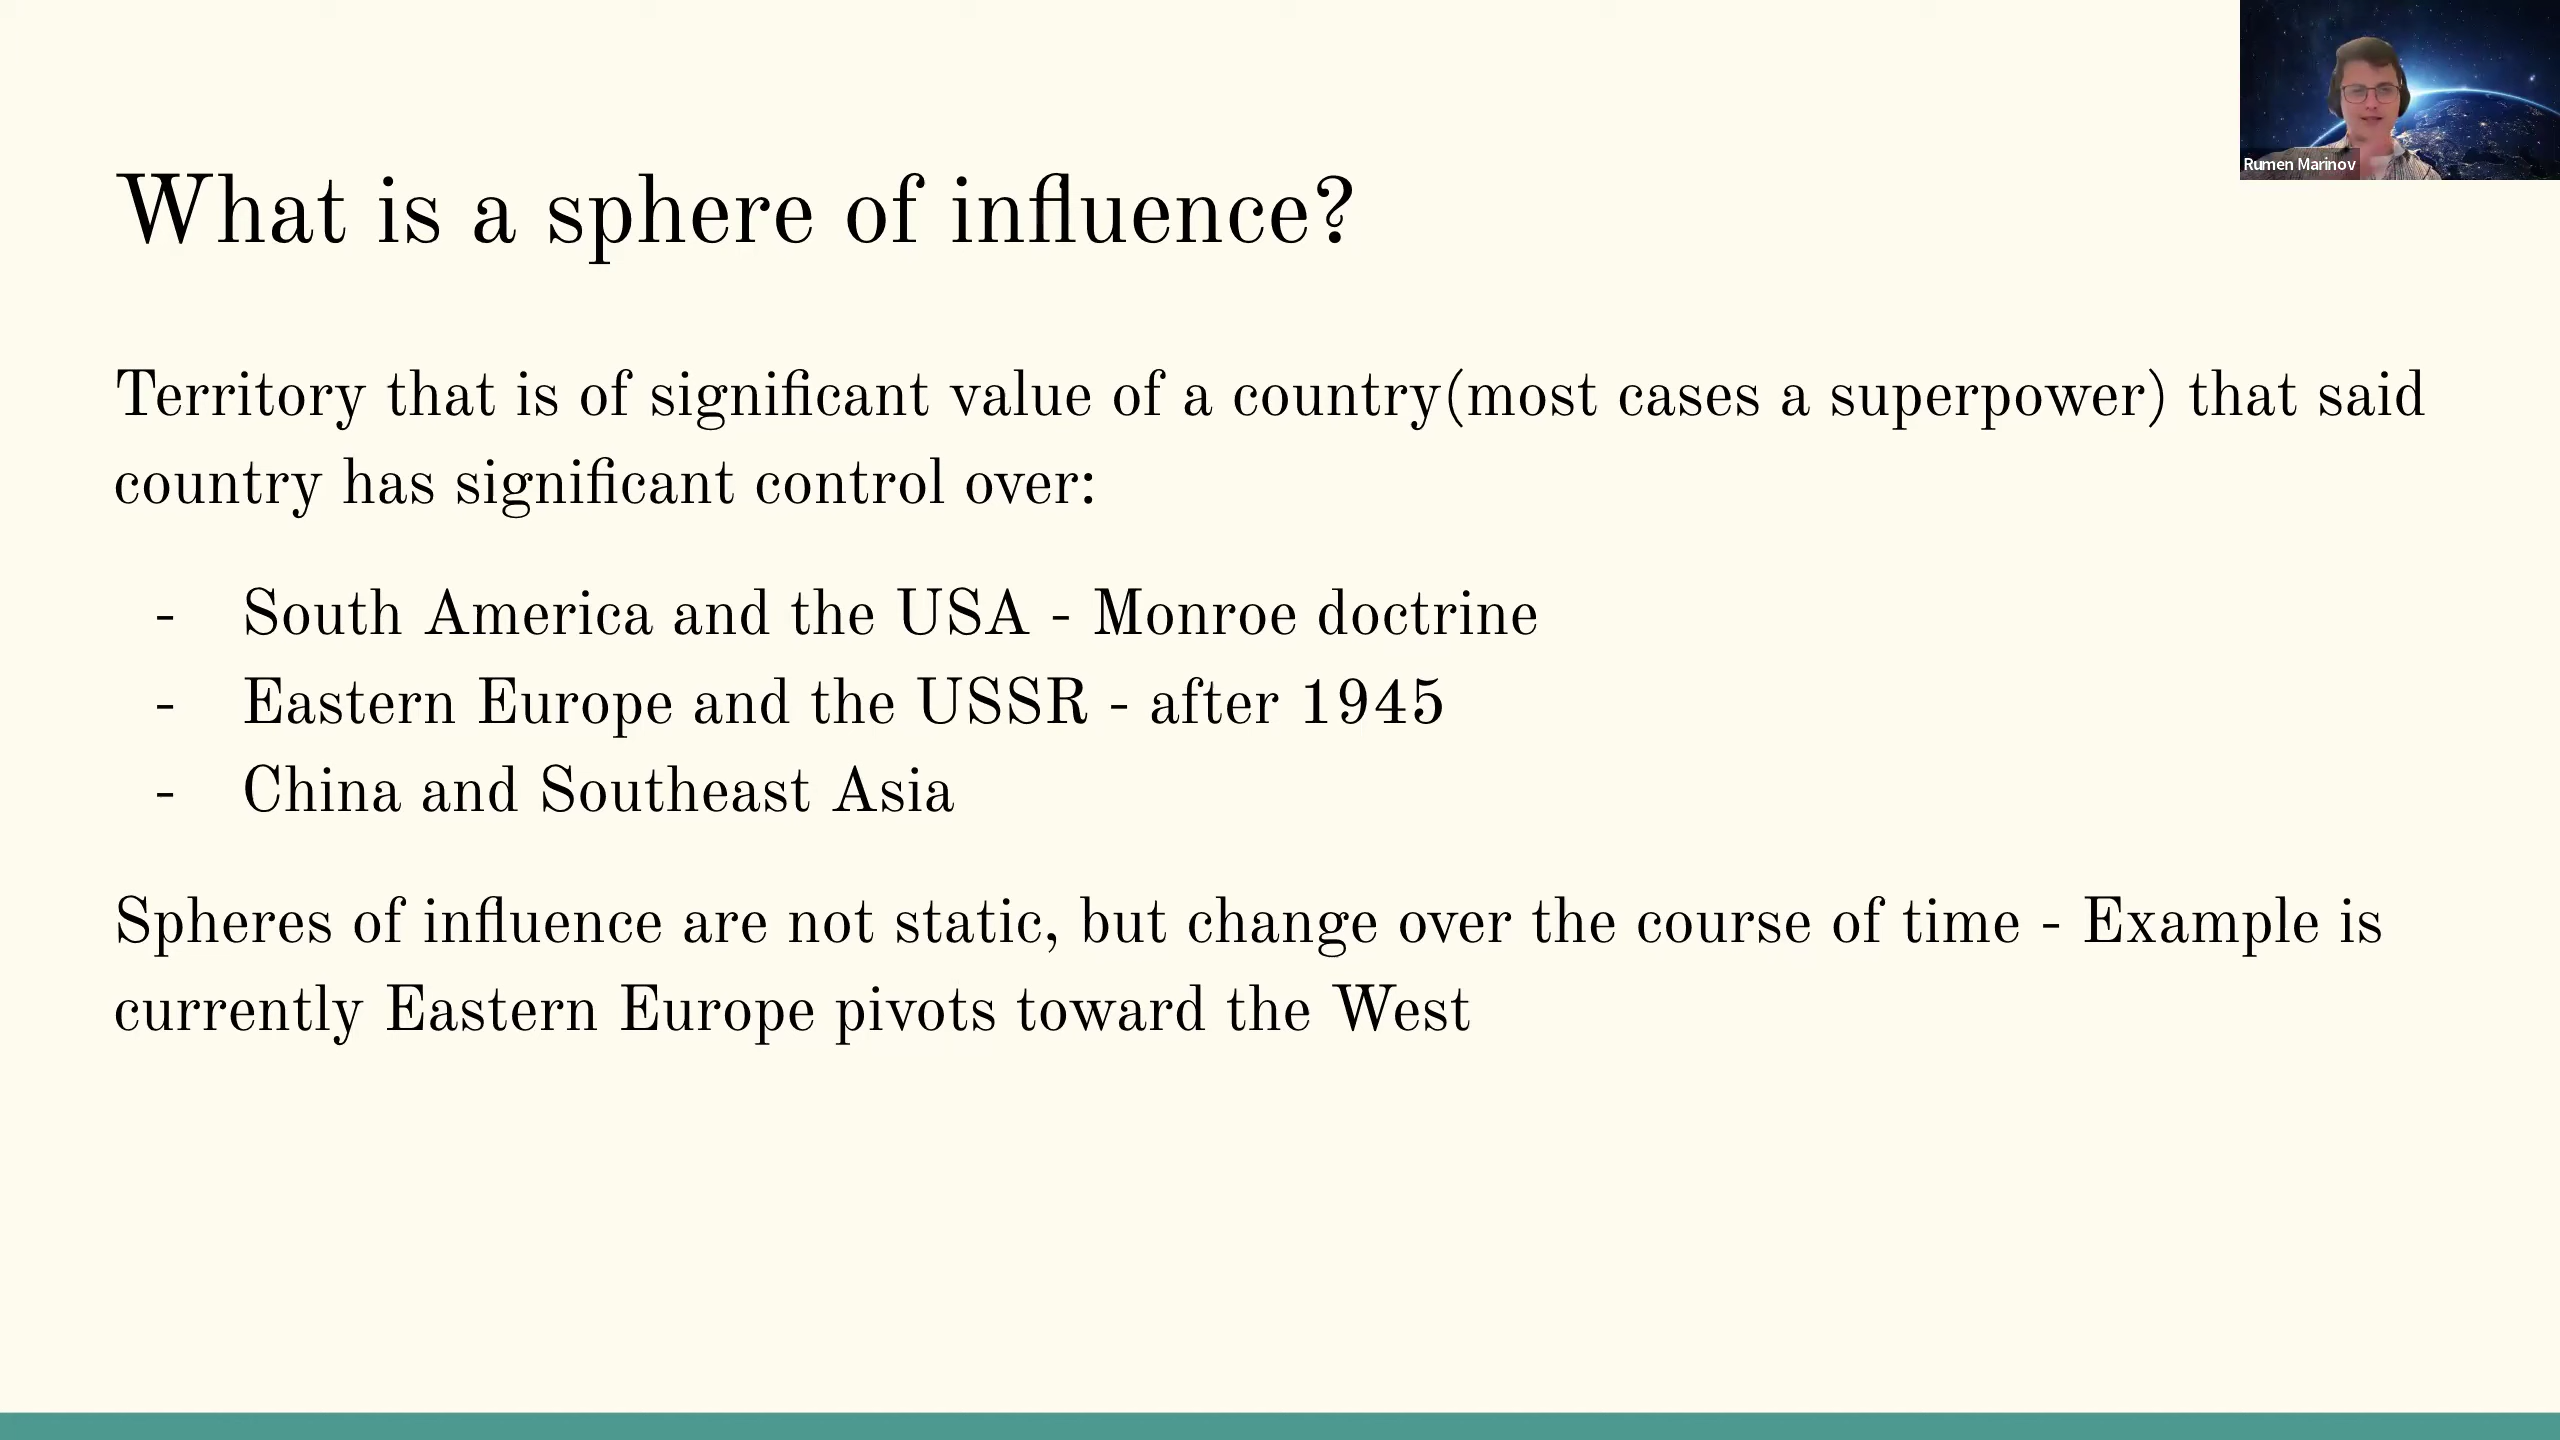 Rumen Marinov
What is a sphere of influence?
Territory that is of significant value of a country(most cases a superpower) that said
country has significant control over:
- South America and the USA - Monroe doctrine
- Eastern Europe and the USSR - after 1945
- China and Southeast Asia
Spheres of influence are not static, but change over the course of time - Example is
currently Eastern Europe pivots toward the West